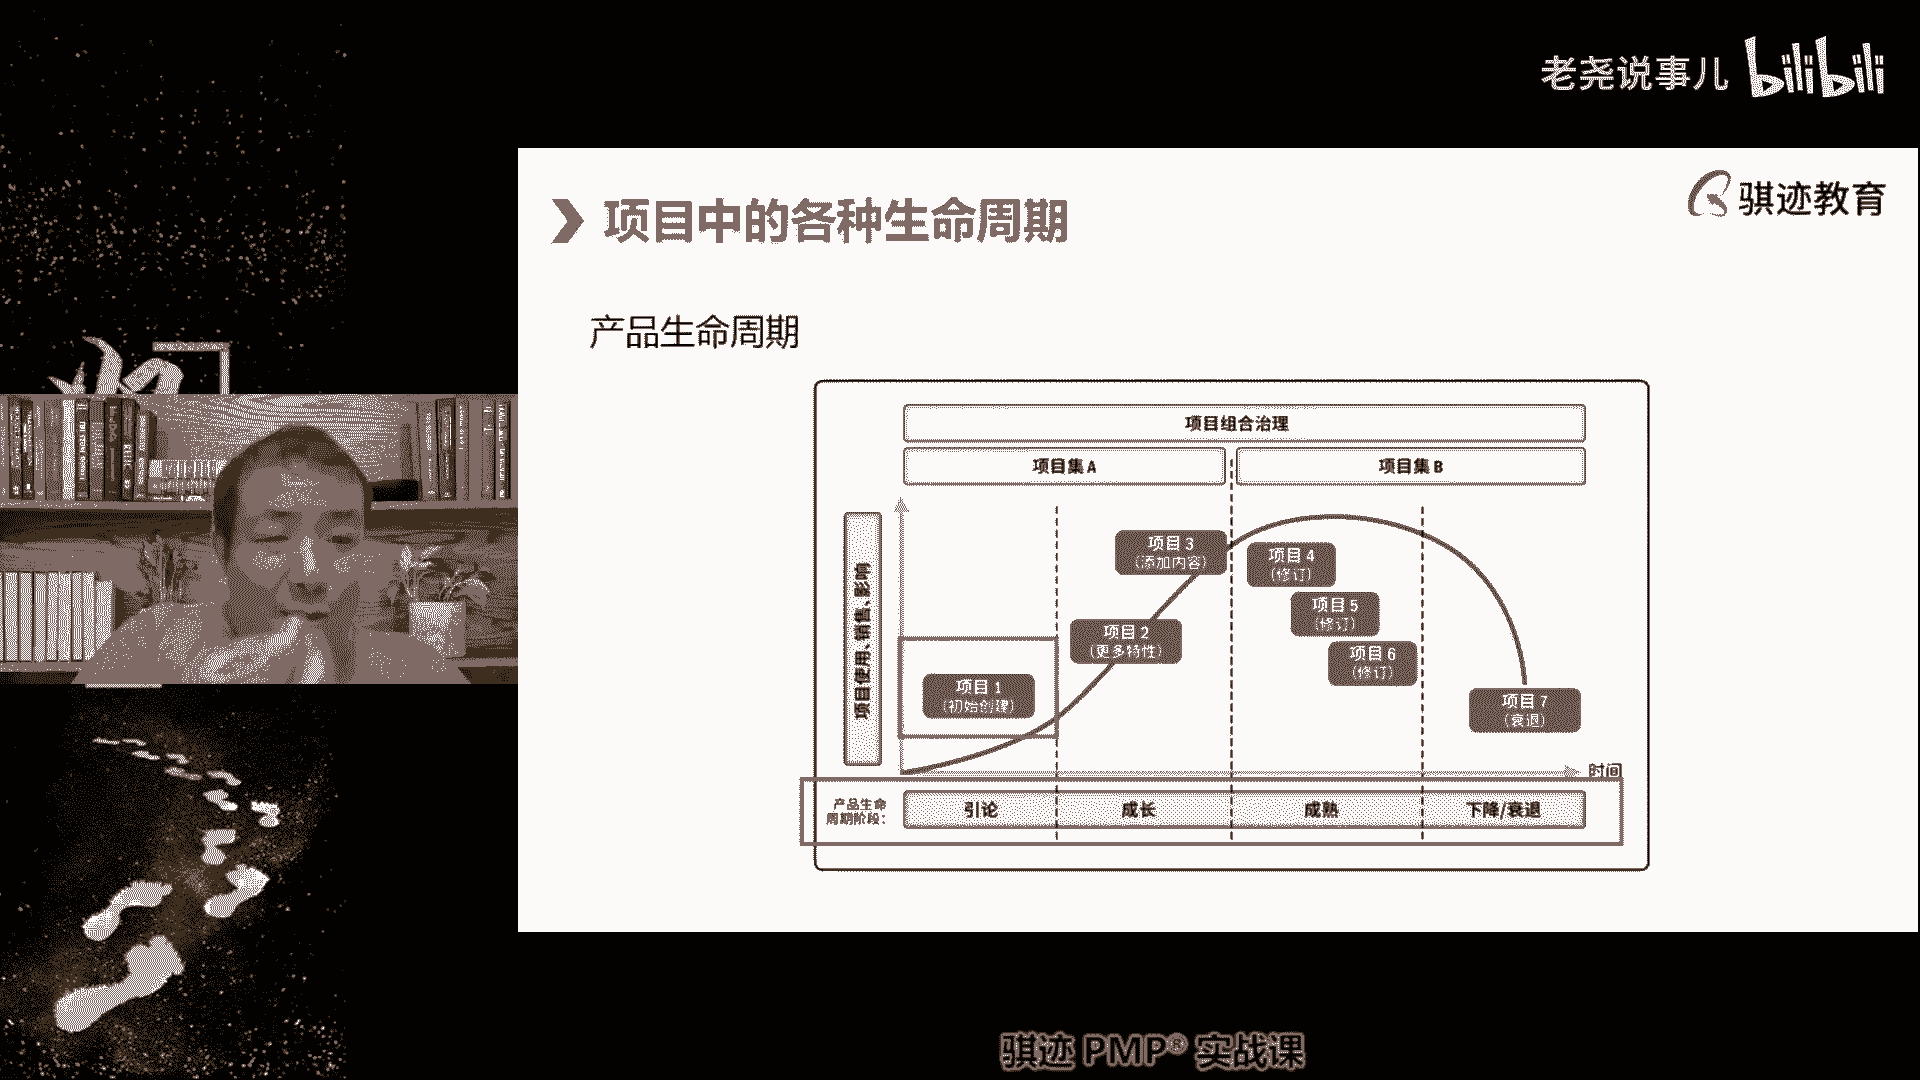 老尧说事儿 bilibili
骐迹教育
项目中的各种生命周期
产品生命周期
项目组合治理
项目集 A
项目集 B
项目使用、销售、影响
项目 1
（初始创建）
项目 2
（更多特性）
项目 3
（添加内容）
项目 4
（修订）
项目 5
（修订）
项目 6
（修订）
项目 7
（衰退）
时间
产品生命
周期阶段：
引论
成长
成熟
下降/衰退
骐迹 PMP® 实战课